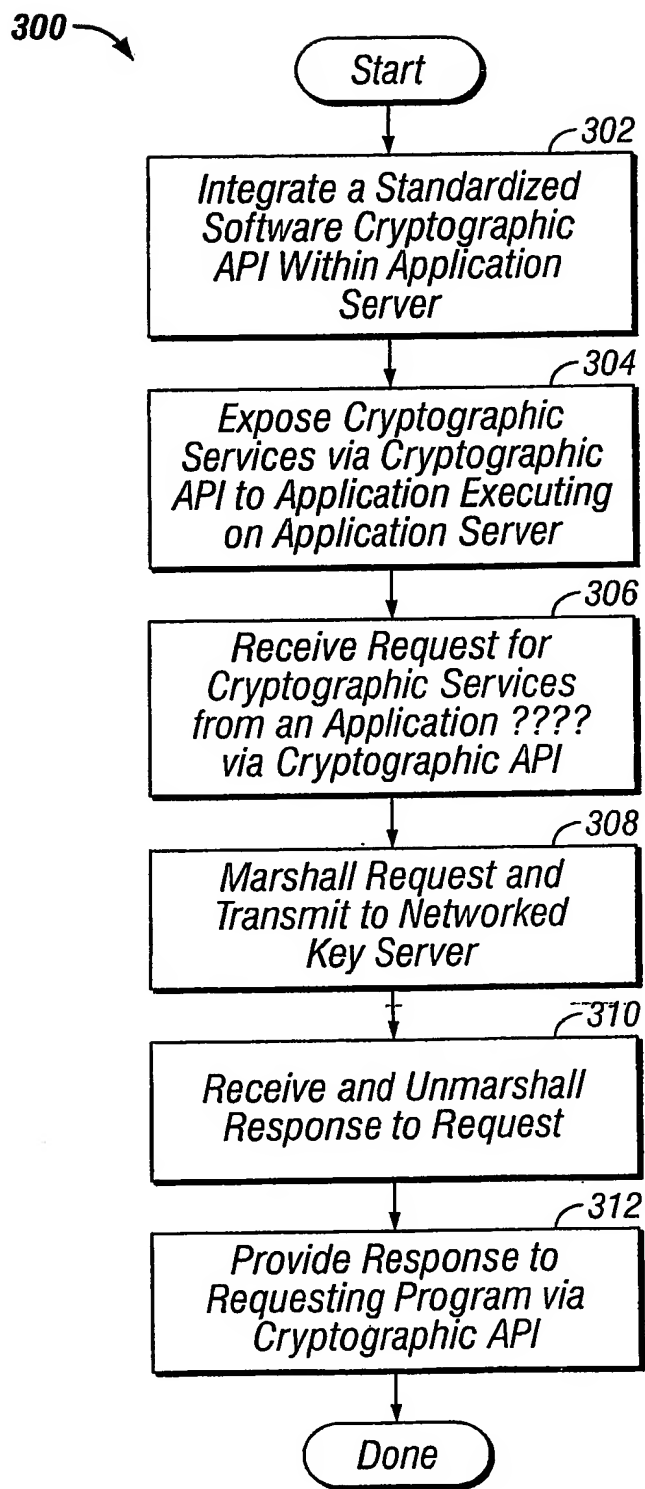 300
Start
302
Integrate a Standardized
Software Cryptographic
API Within Application
Server
304
Expose Cryptographic
Services via Cryptographic
API to Application Executing
on Application Server
306
Receive Request for
Cryptographic Services
from an Application ????
via Cryptographic API
308
Marshall Request and
Transmit to Networked
Key Server
310
Receive and Unmarshall
Response to Request
312
Provide Response to
Requesting Program via
Cryptographic API
Done